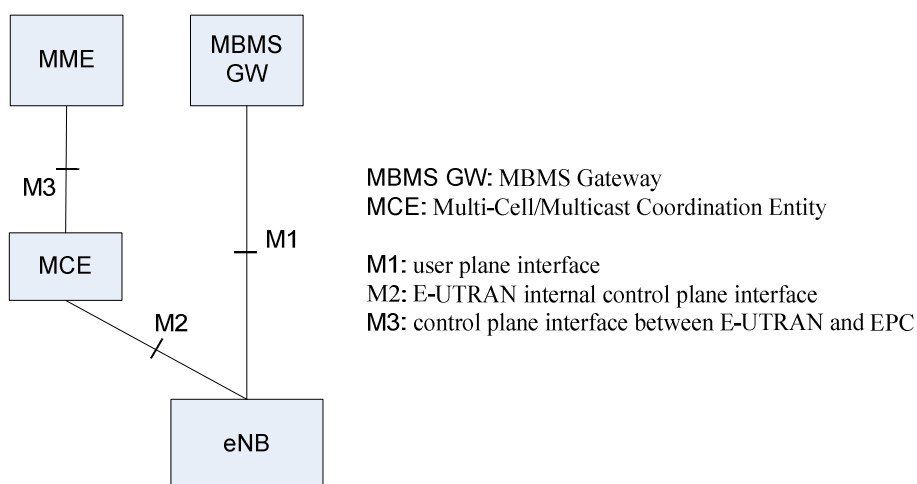 MME
MBMS
GW
M3
M1
MCE
M2
eNB
MBMS GW: MBMS Gateway
MCE: Multi-Cell/Multicast Coordination Entity
M1: user plane interface
M2: E-UTRAN internal control plane interface
M3: control plane interface between E-UTRAN and EPC